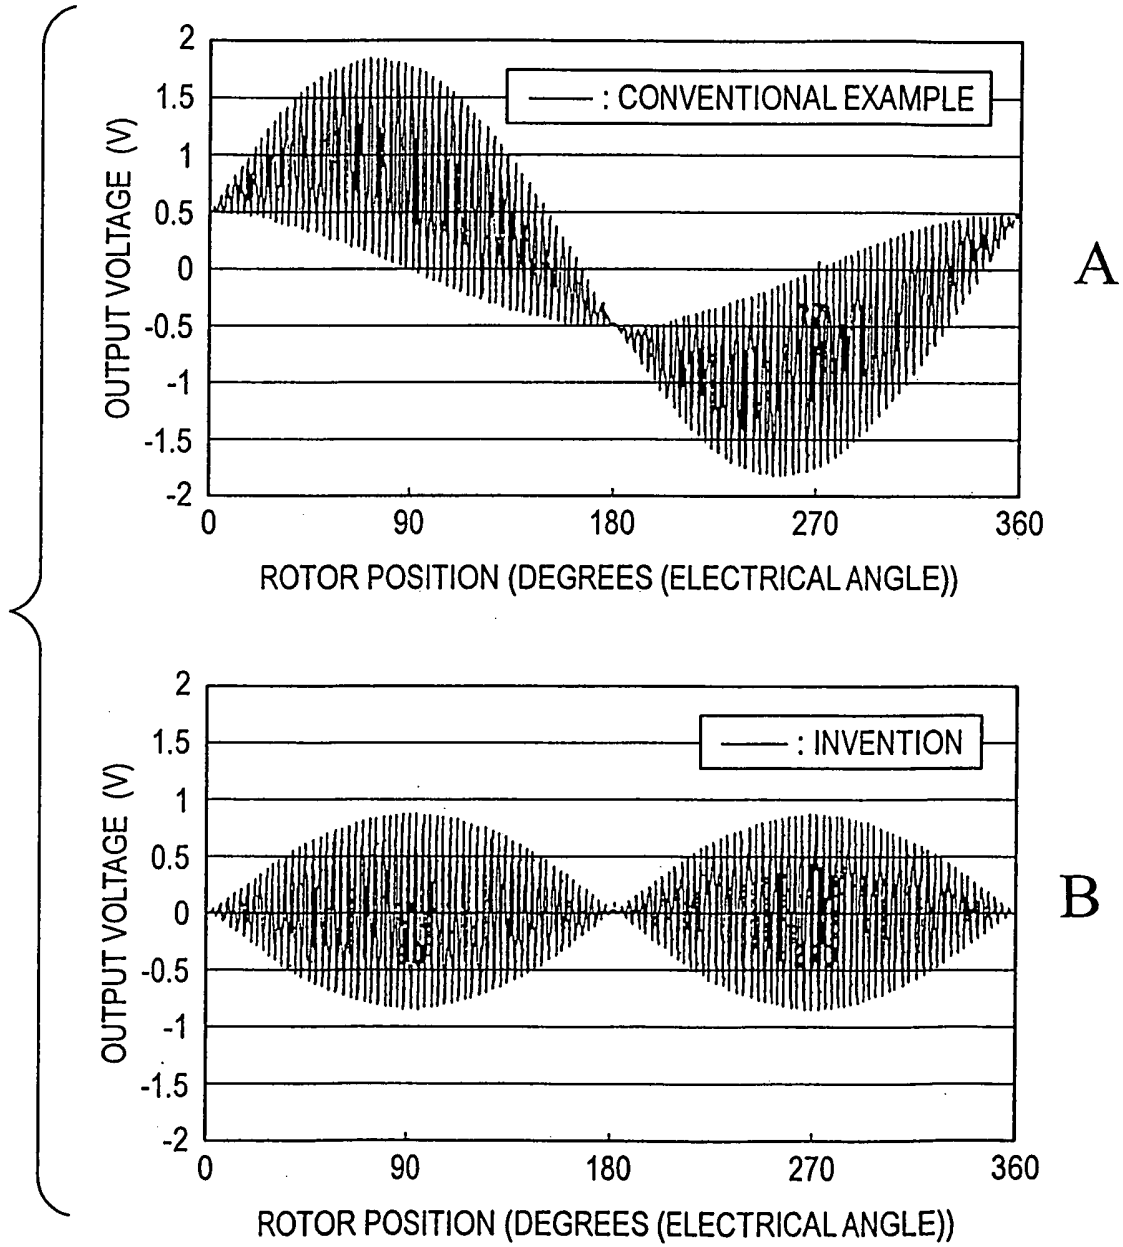 2
1.5
1
0.5
0
-0.5
-1
-1.5
-2
OUTPUT VOLTAGE (V)
: CONVENTIONAL EXAMPLE
A
0 90 180 270 360
ROTOR POSITION (DEGREES (ELECTRICAL ANGLE))
2
1.5
1
0.5
0
-0.5
-1
-1.5
-2
OUTPUT VOLTAGE (V)
: INVENTION
B
0 90 180 270 360
ROTOR POSITION (DEGREES (ELECTRICAL ANGLE))